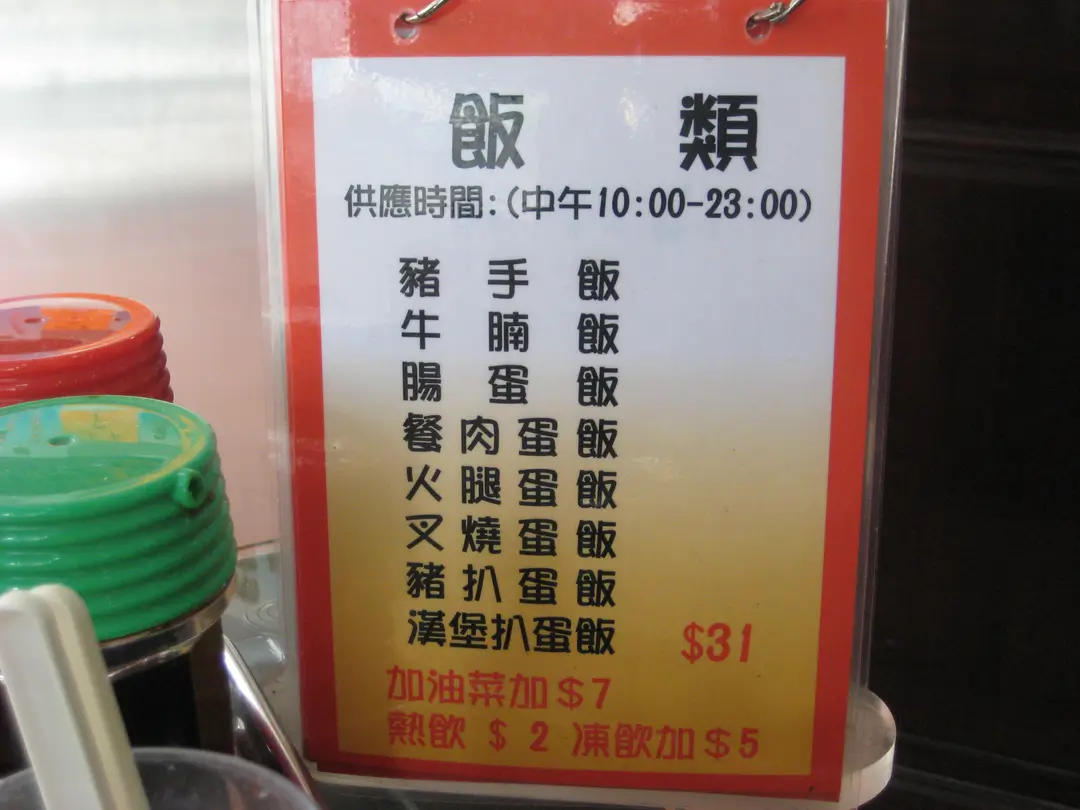 飯 類
供應時間:(中午10:00-23:00)
豬手飯
牛腩飯
腸蛋飯
餐肉蛋飯
火腿蛋飯
叉燒蛋飯
豬扒蛋飯
漢堡扒蛋飯 $31
加油菜加$7
熱飲 $2 凍飲加$5